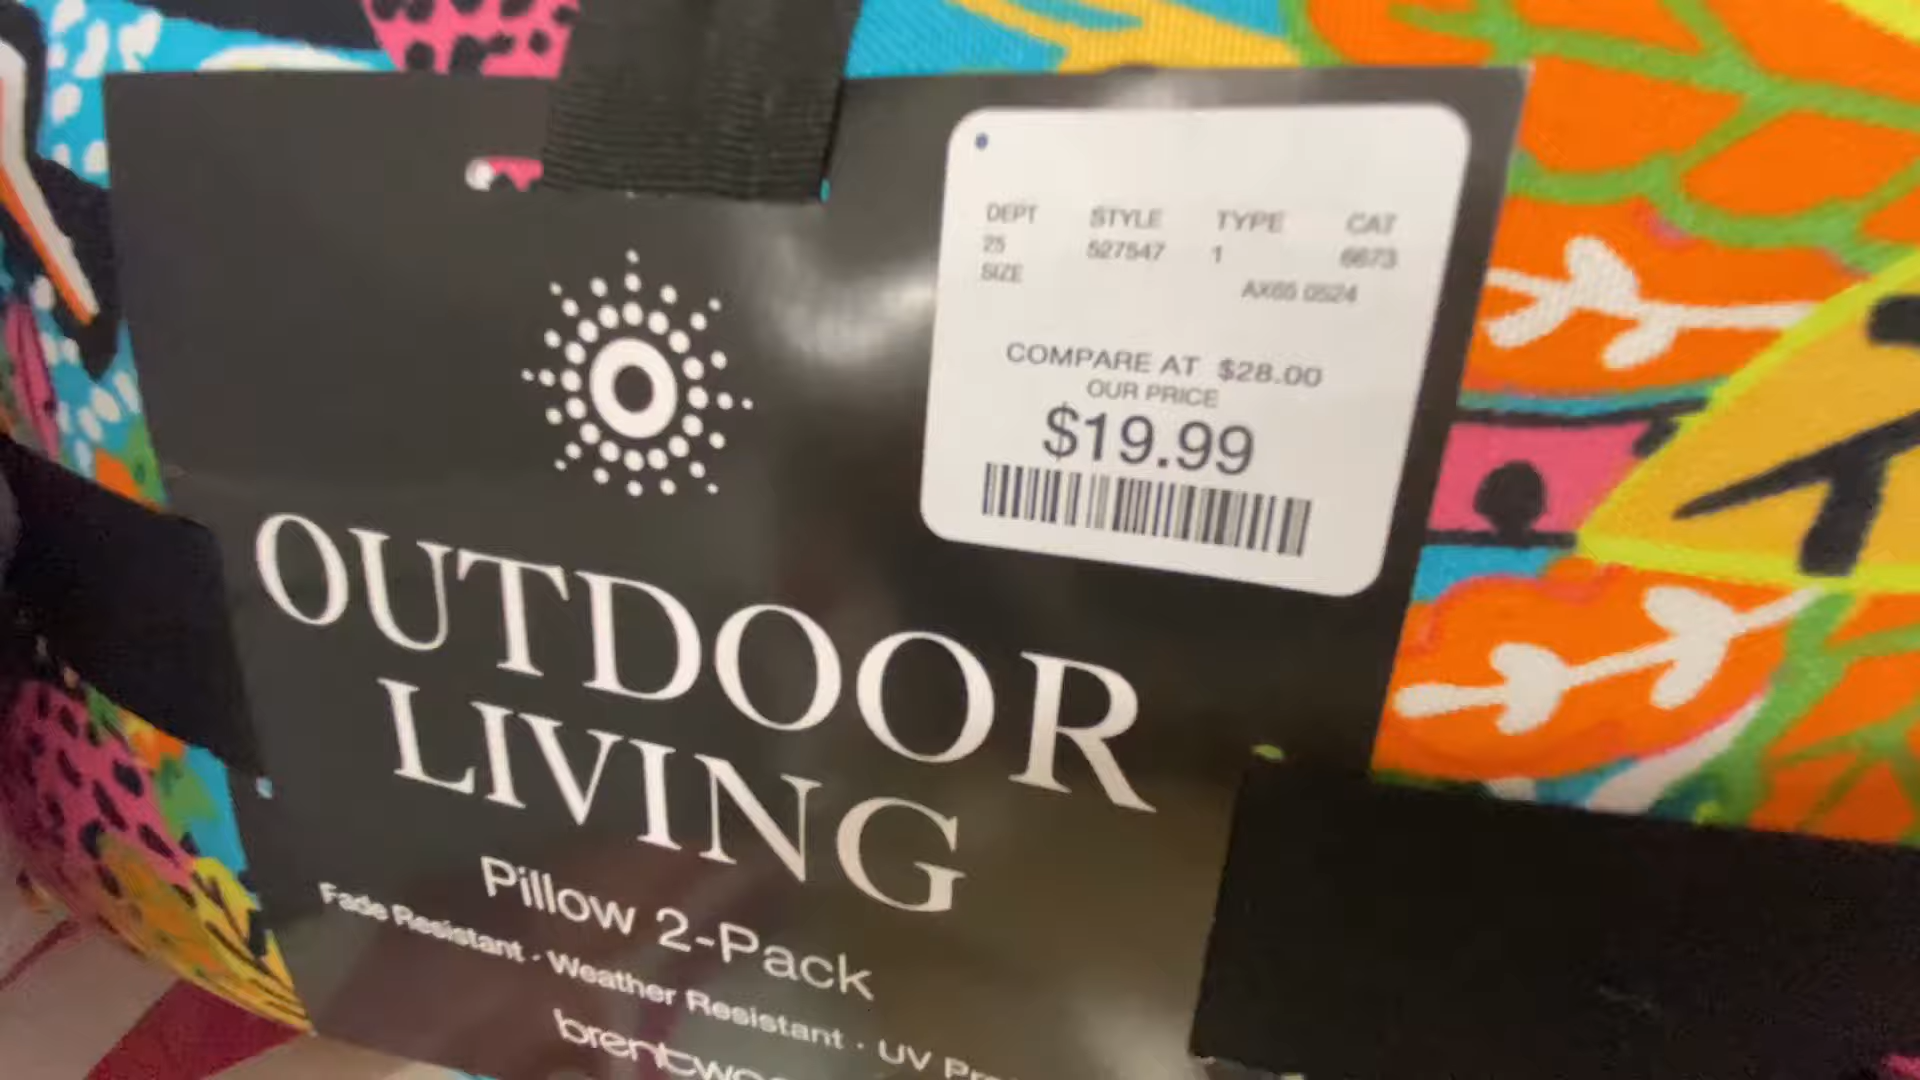 DEPT STYLE TYPE CAT
25 527547 1 6673
SIZE
AX65 0524
COMPARE AT $28.00
OUR PRICE
$19.99
OUTDOOR
LIVING
Pillow 2-Pack
Fade Resistant · Weather Resistant · UV